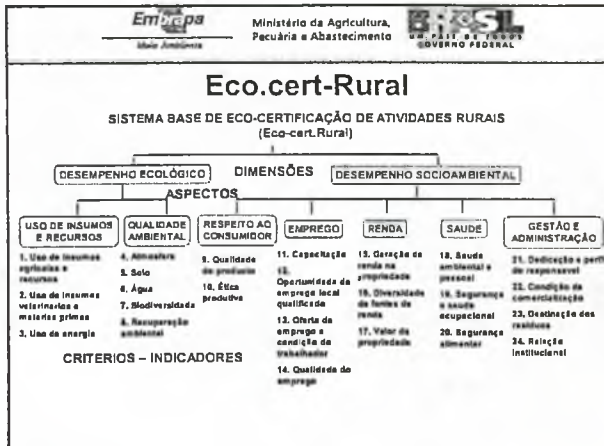 Embrapa
Meio Ambiente
Ministério da Agricultura,
Pecuária e Abastecimento
BRASIL
UM PAÍS DE TODOS
GOVERNO FEDERAL
Eco.cert-Rural
SISTEMA BASE DE ECO-CERTIFICAÇÃO DE ATIVIDADES RURAIS
(Eco-cert.Rural)
DESEMPENHO ECOLÓGICO
DIMENSÕES
DESEMPENHO SOCIOAMBIENTAL
ASPECTOS
USO DE INSUMOS
E RECURSOS
1. Uso de insumos
agrícolas e
recursos
2. Uso de insumos
veterinários e
matérias primas
3. Uso de energia
QUALIDADE
AMBIENTAL
4. Atmosfera
5. Solo
6. Água
7. Biodiversidade
8. Recuperação
ambiental
RESPEITO AO
CONSUMIDOR
9. Qualidade
do produto
10. Ética
produtiva
EMPREGO
11. Capacitação
12.
Oportunidade de
emprego local
qualificada
13. Oferta de
emprego e
condição do
trabalhador
14. Qualidade do
emprego
RENDA
15. Geração de
renda na
propriedade
16. Diversidade
de fontes de
renda
17. Valor da
propriedade
SAUDE
18. Saude
ambiental e
pessoal
19. Segurança
e saúde
ocupacional
20. Segurança
alimentar
GESTÃO E
ADMINISTRAÇÃO
21. Dedicação e perfil
do responsável
22. Condição de
comercialização
23. Destinação dos
resíduos
24. Relação
institucional
CRITERIOS – INDICADORES